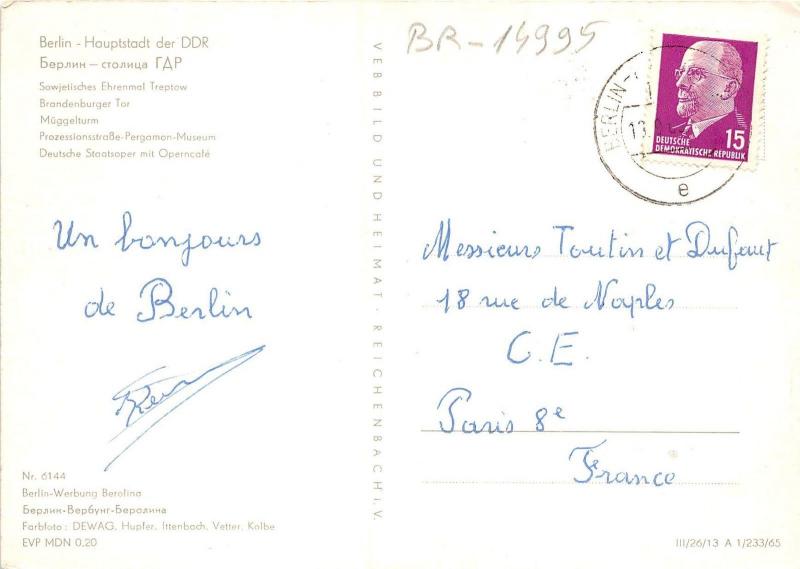 Berlin - Hauptstadt der DDR
Берлин – столица ГДР
Sowjetisches Ehrenmal Treptow
Brandenburger Tor
Müggelturm
Prozessionsstraße-Pergamon-Museum
Deutsche Staatsoper mit Operncafé
Un bonjours
de Berlin
Nr. 6144
Berlin-Werbung Berolina
Берлин-Вербунг-Беролина
Farbfoto: DEWAG, Hupfer, Ittenbach, Vetter, Kolbe
EVP MDN 0,20
VEB BILD UND HEIMAT · REICHENBACH i. V.
BR-14995
BERLIN
15
DEUTSCHE
DEMOKRATISCHE REPUBLIK
e
Messieurs Toutin et Dufaut
18 rue de Naples
C.E.
Paris 8e
France
III/26/13 A 1/233/65